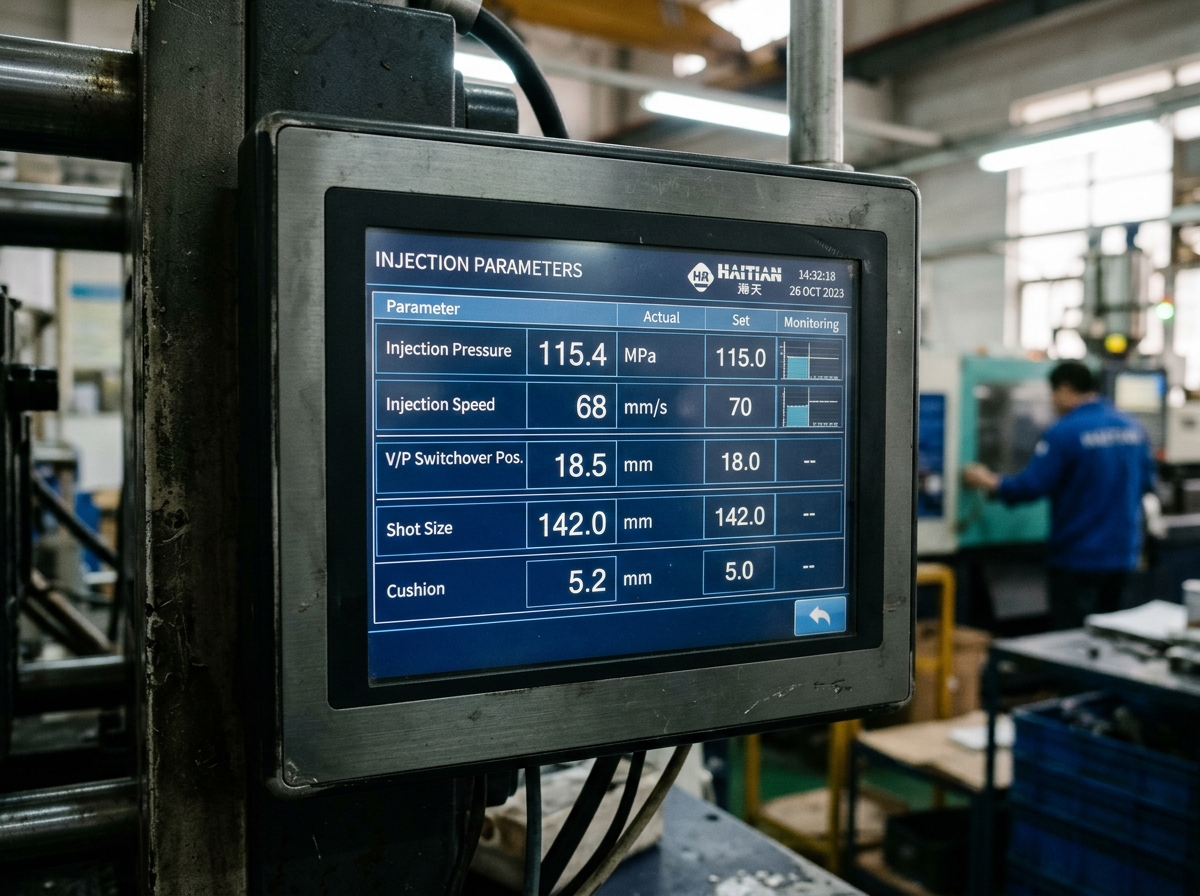 INJECTION PARAMETERS
HAITIAN
14:32:18
26 OCT 2023
Parameter Actual Set Monitoring
Injection Pressure 115.4 MPa 115.0
Injection Speed 68 mm/s 70
V/P Switchover Pos. 18.5 mm 18.0 --
Shot Size 142.0 mm 142.0 --
Cushion 5.2 mm 5.0 --